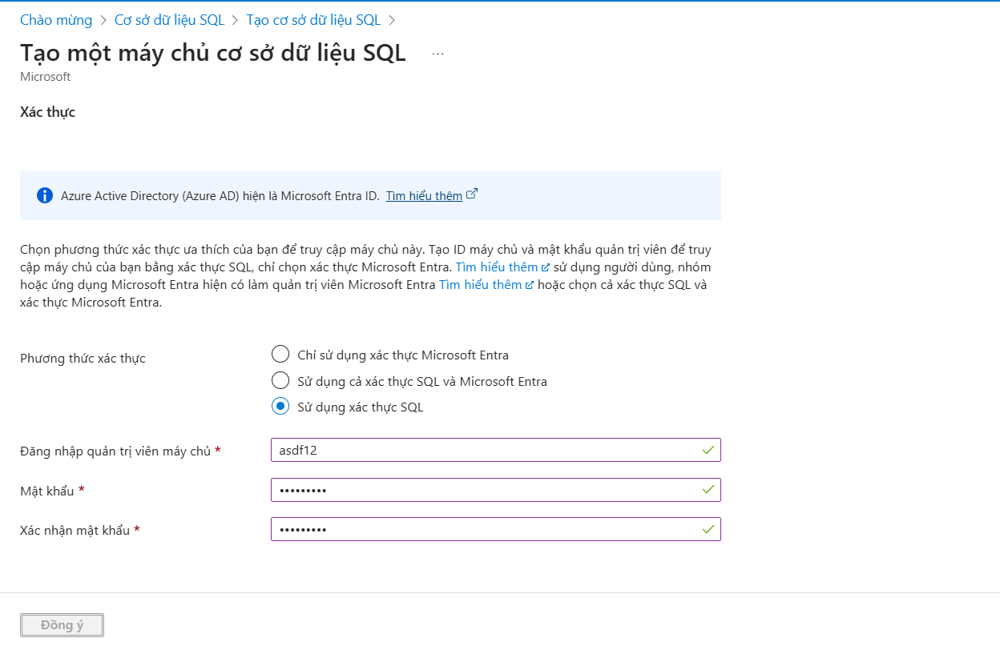 Chào mừng > Cơ sở dữ liệu SQL > Tạo cơ sở dữ liệu SQL >
Tạo một máy chủ cơ sở dữ liệu SQL ...
Microsoft
Xác thực
Azure Active Directory (Azure AD) hiện là Microsoft Entra ID. Tìm hiểu thêm
Chọn phương thức xác thực ưa thích của bạn để truy cập máy chủ này. Tạo ID máy chủ và mật khẩu quản trị viên để truy
cập máy chủ của bạn bằng xác thực SQL, chỉ chọn xác thực Microsoft Entra. Tìm hiểu thêm sử dụng người dùng, nhóm
hoặc ứng dụng Microsoft Entra hiện có làm quản trị viên Microsoft Entra Tìm hiểu thêm hoặc chọn cả xác thực SQL và
xác thực Microsoft Entra.
Phương thức xác thực
Chỉ sử dụng xác thực Microsoft Entra
Sử dụng cả xác thực SQL và Microsoft Entra
Sử dụng xác thực SQL
Đăng nhập quản trị viên máy chủ * asdf12
Mật khẩu * •••••••••
Xác nhận mật khẩu * •••••••••
Đồng ý